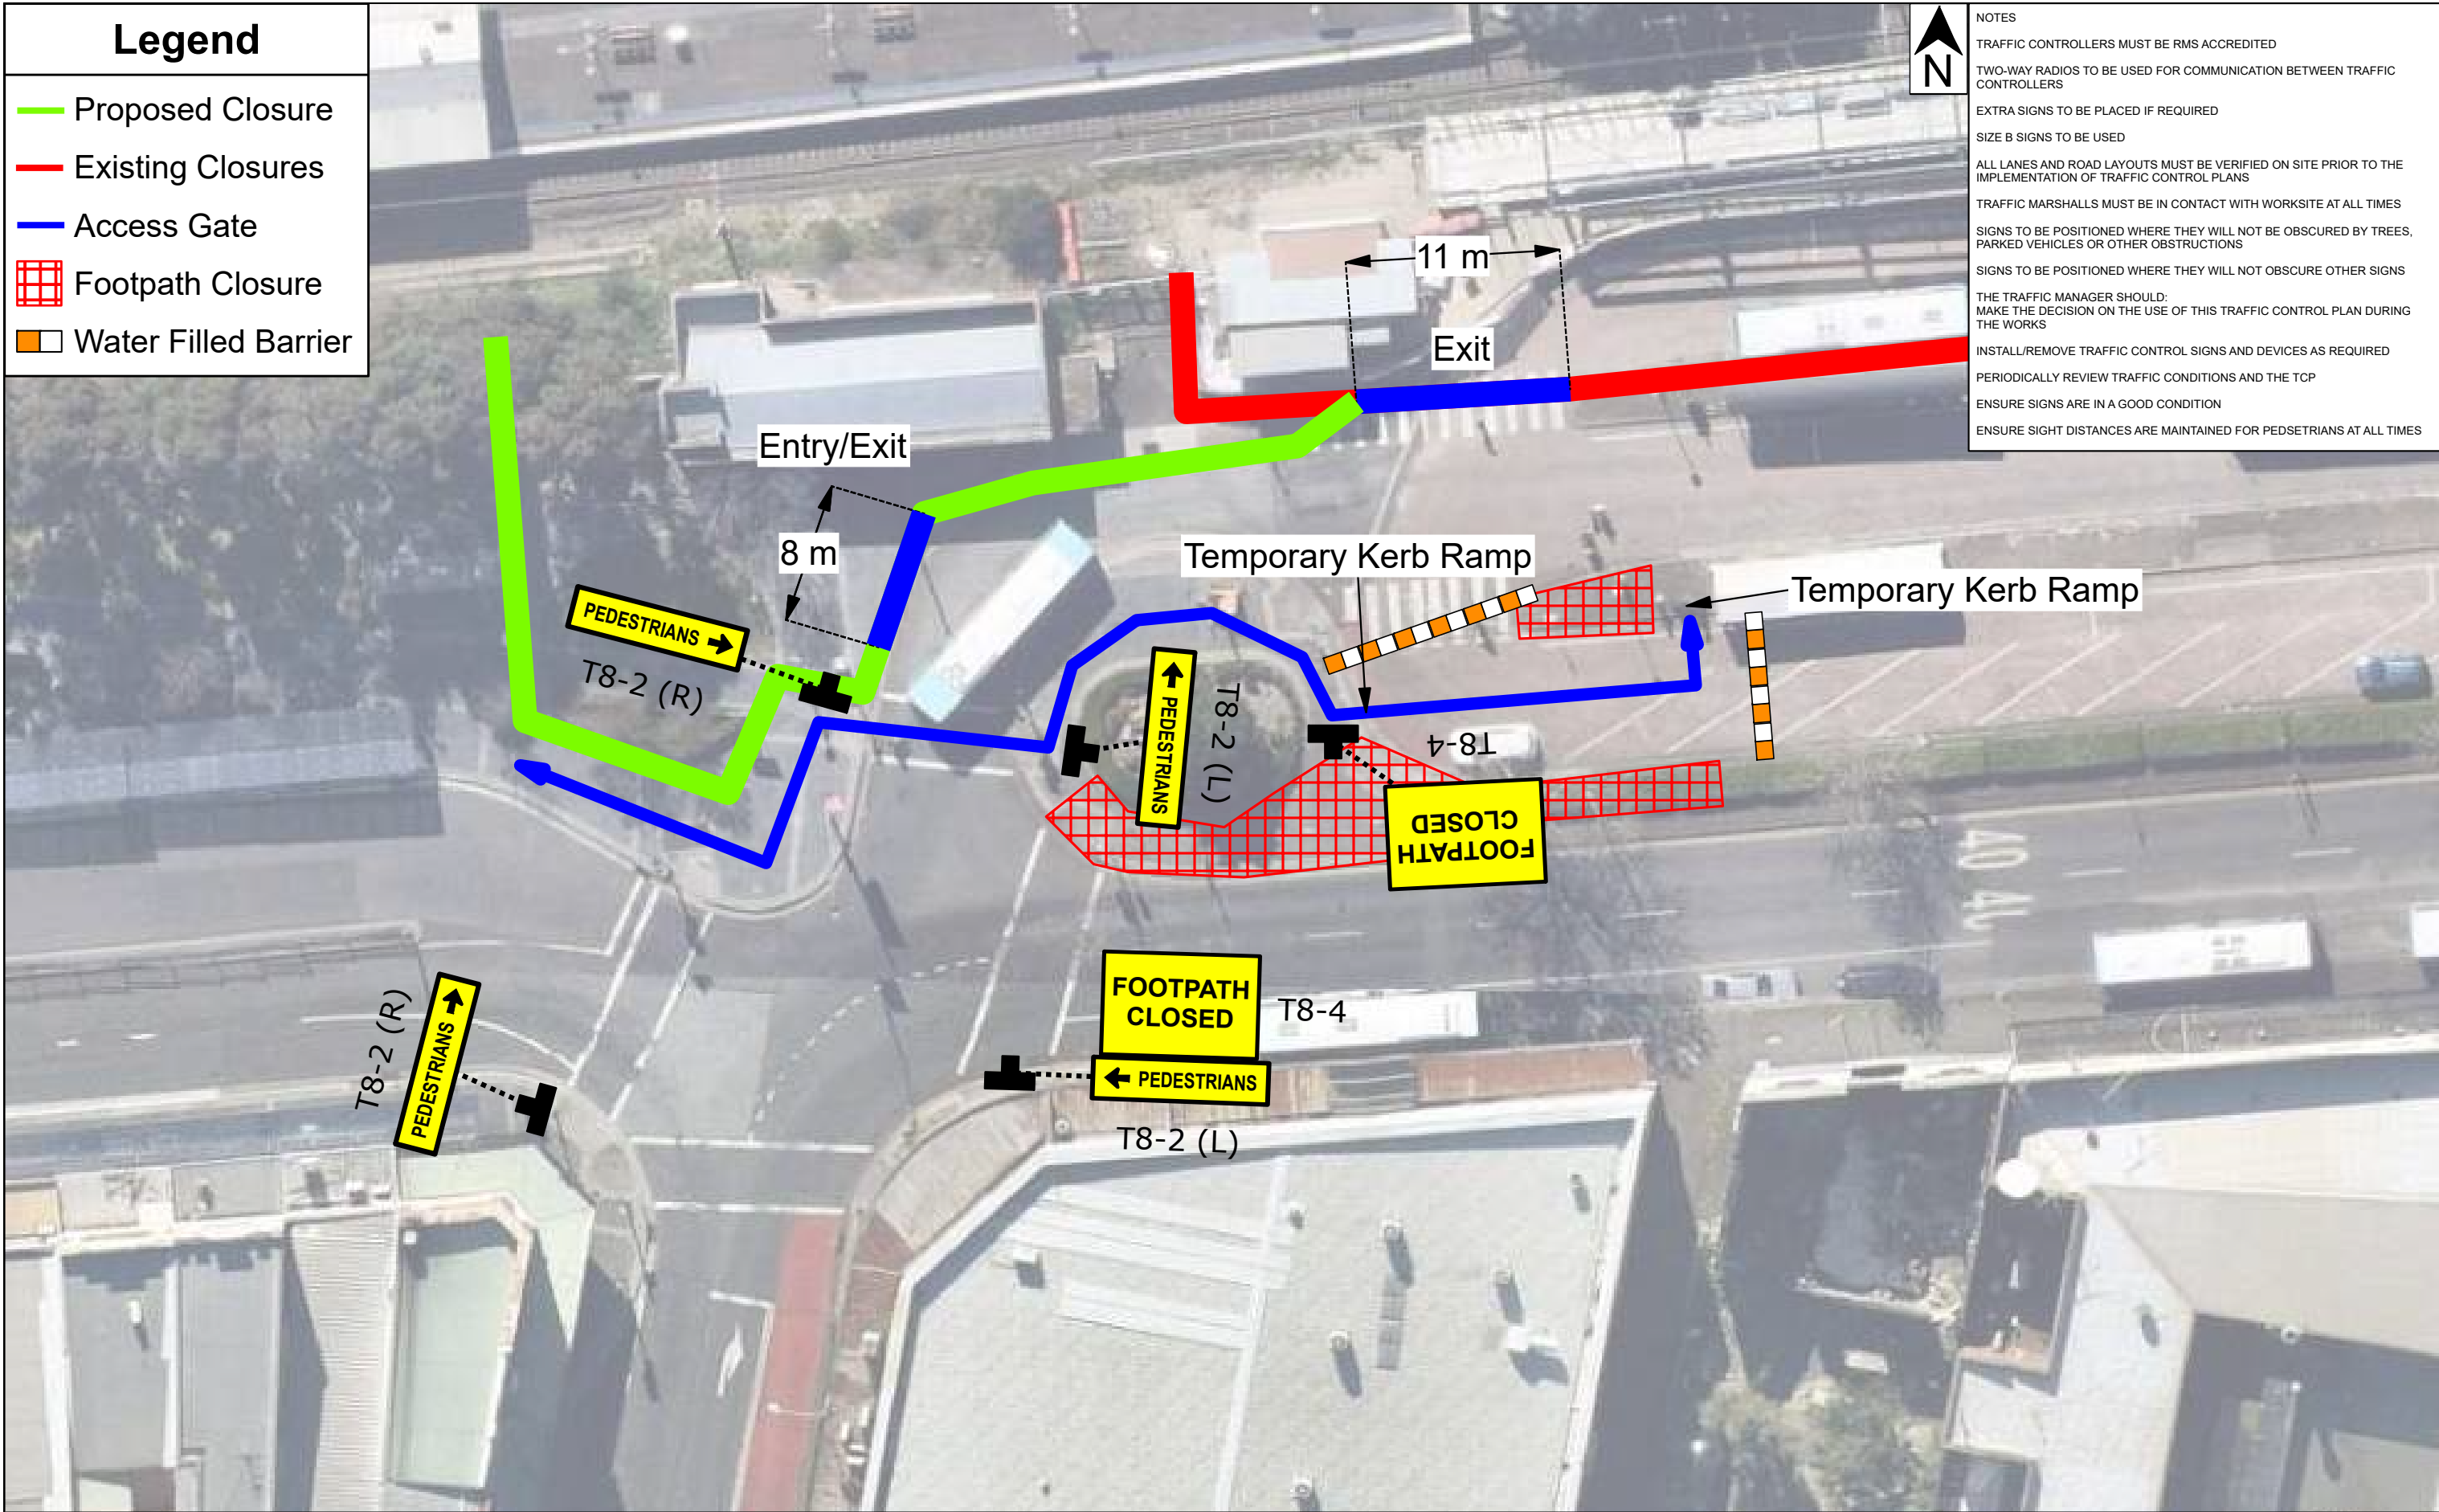 Legend
Proposed Closure
Existing Closures
Access Gate
Footpath Closure
Water Filled Barrier
N
NOTES
TRAFFIC CONTROLLERS MUST BE RMS ACCREDITED
TWO-WAY RADIOS TO BE USED FOR COMMUNICATION BETWEEN TRAFFIC
CONTROLLERS
EXTRA SIGNS TO BE PLACED IF REQUIRED
SIZE B SIGNS TO BE USED
ALL LANES AND ROAD LAYOUTS MUST BE VERIFIED ON SITE PRIOR TO THE
IMPLEMENTATION OF TRAFFIC CONTROL PLANS
TRAFFIC MARSHALLS MUST BE IN CONTACT WITH WORKSITE AT ALL TIMES
SIGNS TO BE POSITIONED WHERE THEY WILL NOT BE OBSCURED BY TREES,
PARKED VEHICLES OR OTHER OBSTRUCTIONS
SIGNS TO BE POSITIONED WHERE THEY WILL NOT OBSCURE OTHER SIGNS
THE TRAFFIC MANAGER SHOULD:
MAKE THE DECISION ON THE USE OF THIS TRAFFIC CONTROL PLAN DURING
THE WORKS
INSTALL/REMOVE TRAFFIC CONTROL SIGNS AND DEVICES AS REQUIRED
PERIODICALLY REVIEW TRAFFIC CONDITIONS AND THE TCP
ENSURE SIGNS ARE IN A GOOD CONDITION
ENSURE SIGHT DISTANCES ARE MAINTAINED FOR PEDSETRIANS AT ALL TIMES
11 m
Exit
Entry/Exit
8 m
Temporary Kerb Ramp
Temporary Kerb Ramp
PEDESTRIANS →
T8-2 (R)
PEDESTRIANS →
T8-2 (L)
T8-4
FOOTPATH
CLOSED
40 40
FOOTPATH
CLOSED
T8-4
← PEDESTRIANS
T8-2 (L)
T8-2 (R)
PEDESTRIANS →